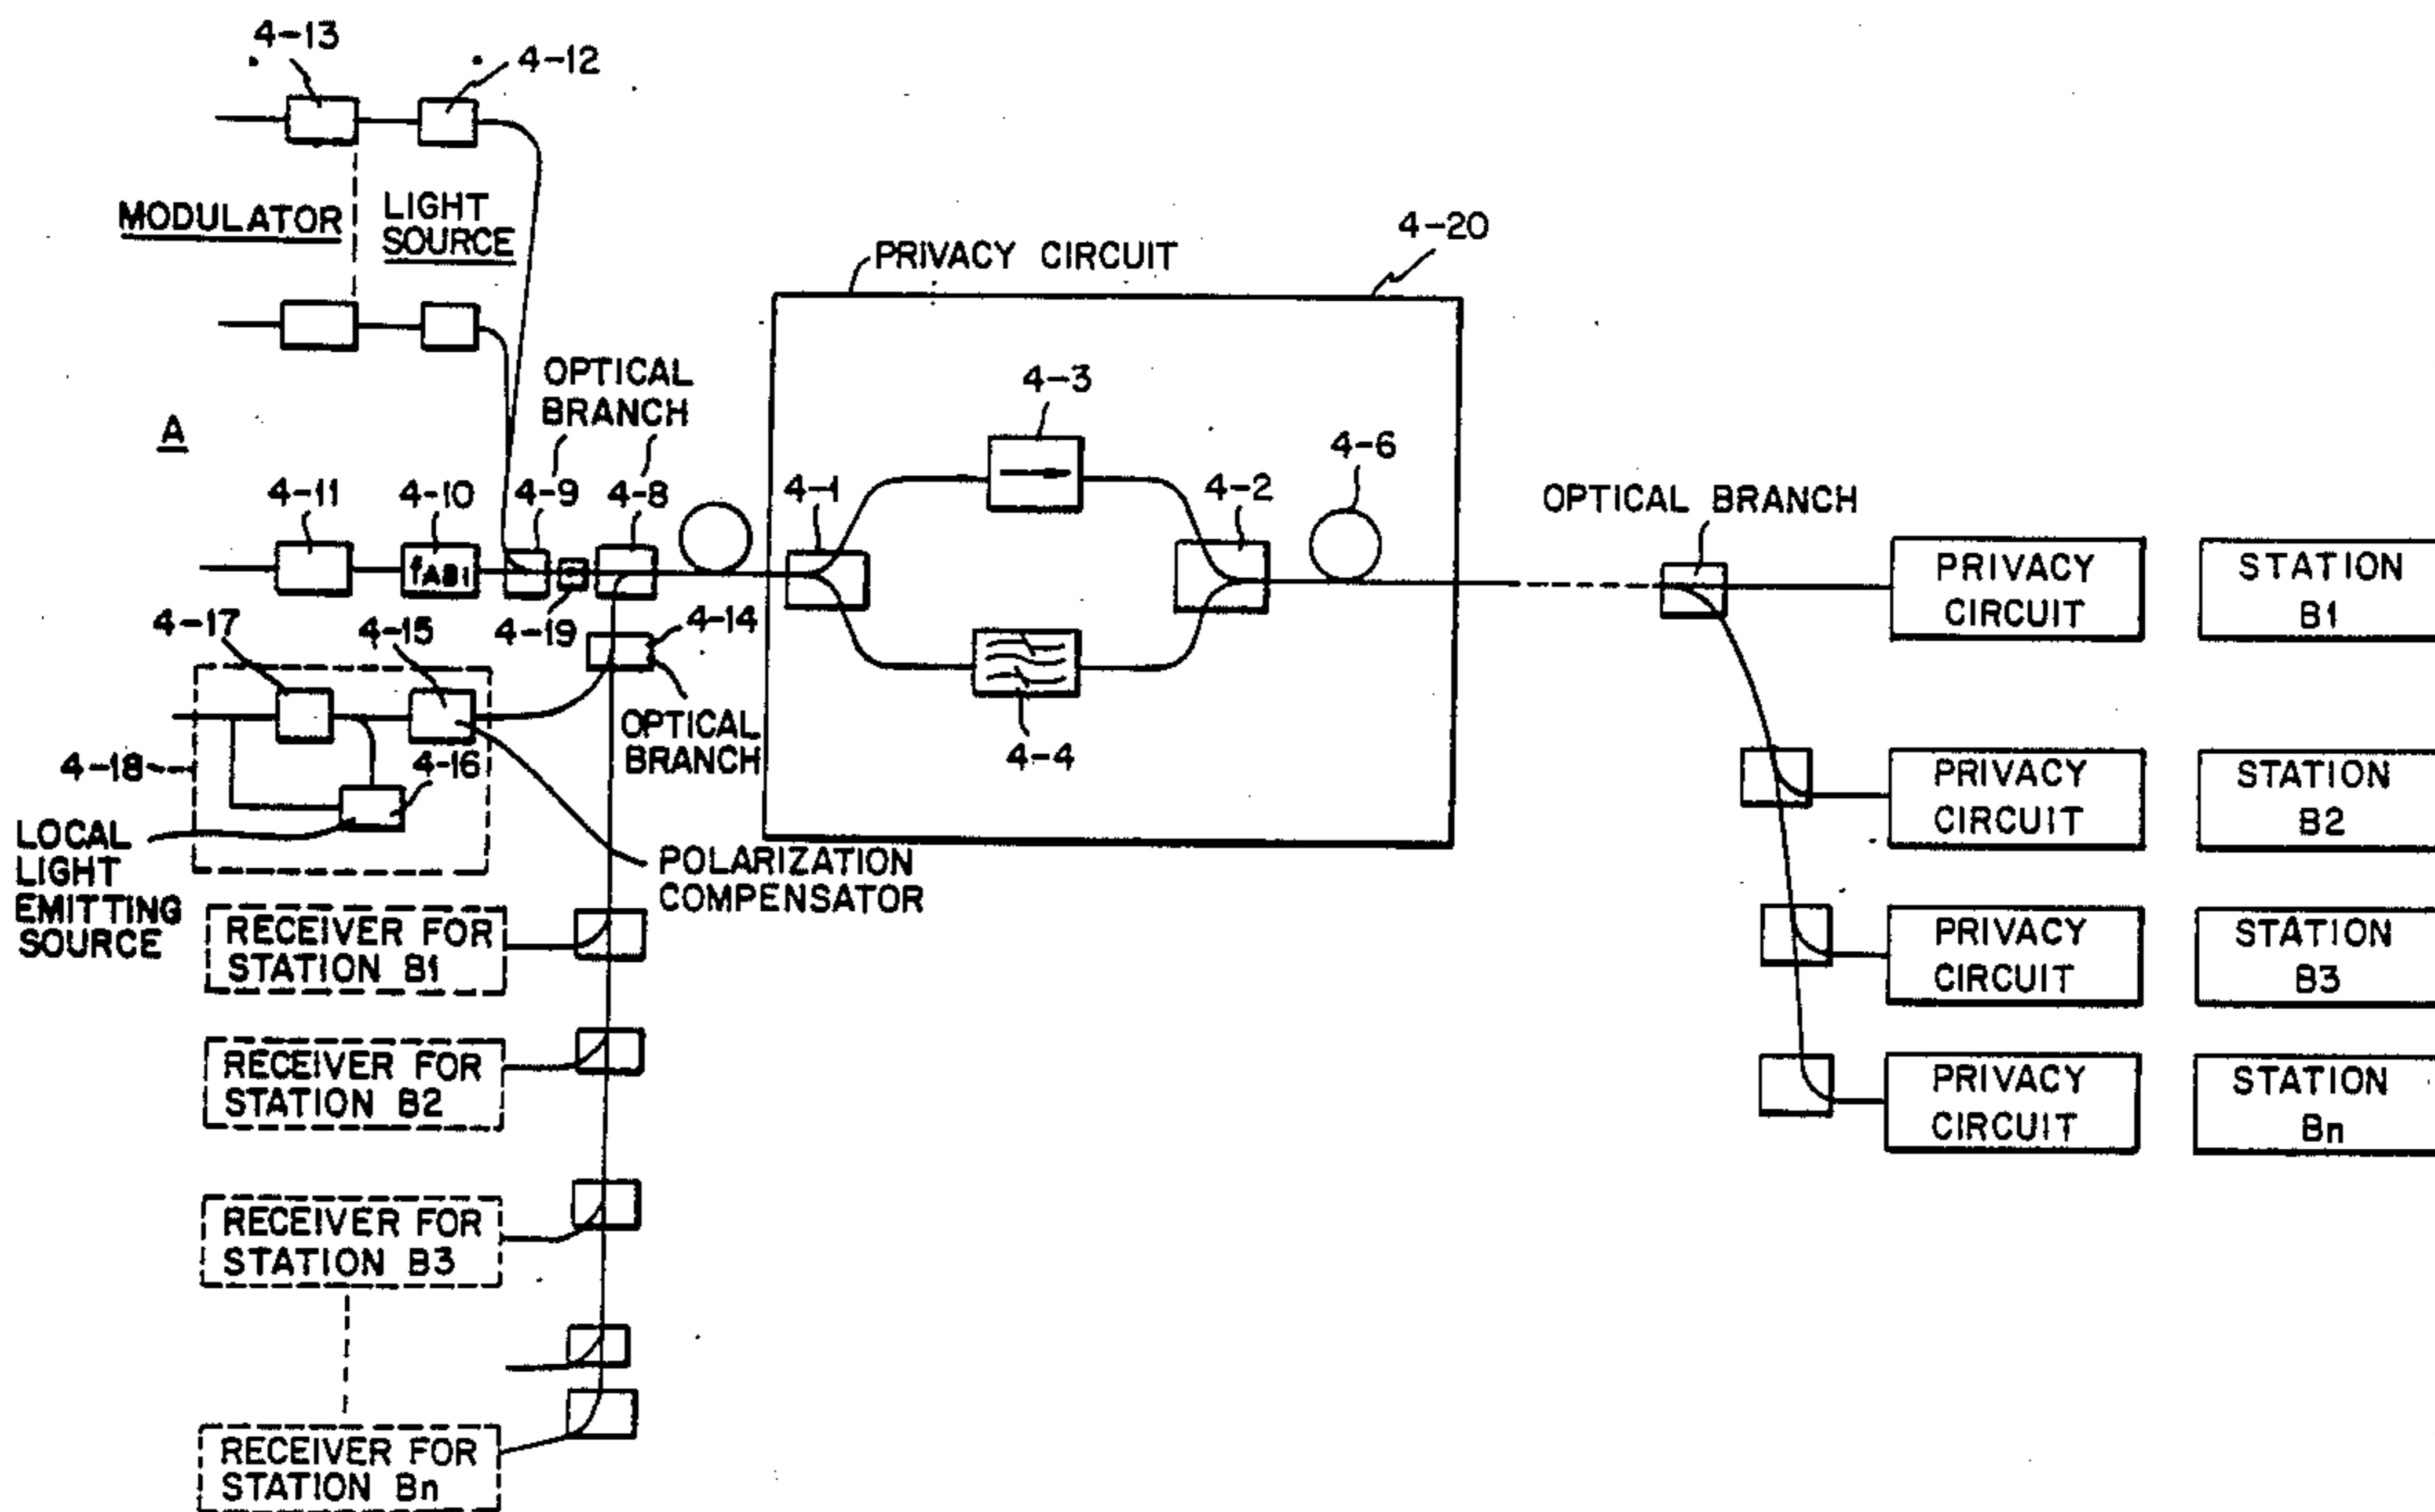 4-13
4-12
MODULATOR
LIGHT
SOURCE
4-20
PRIVACY CIRCUIT
OPTICAL
BRANCH
4-3
A
4-6
4-11
4-10
4-9
4-8
4-1
4-2
OPTICAL BRANCH
fAB1
PRIVACY
CIRCUIT
STATION
B1
4-17
4-15
4-19
4-14
OPTICAL
BRANCH
4-4
4-18
4-16
PRIVACY
CIRCUIT
STATION
B2
LOCAL
LIGHT
EMITTING
SOURCE
POLARIZATION
COMPENSATOR
RECEIVER FOR
STATION B1
PRIVACY
CIRCUIT
STATION
B3
RECEIVER FOR
STATION B2
PRIVACY
CIRCUIT
STATION
Bn
RECEIVER FOR
STATION B3
RECEIVER FOR
STATION Bn